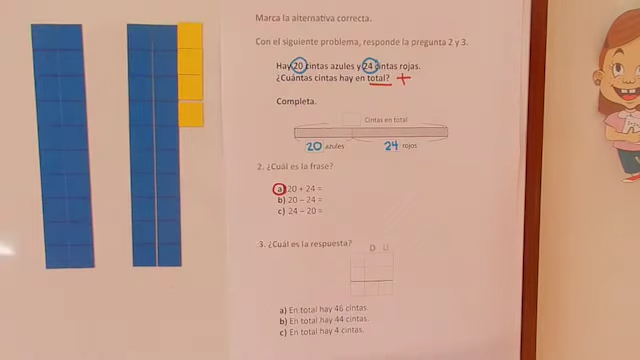 Marca la alternativa correcta.
Con el siguiente problema, responde la pregunta 2 y 3.
Hay 20 cintas azules y 24 cintas rojas.
¿Cuántas cintas hay en total? +
Completa.
Cintas en total
20 azules 24 rojos
2. ¿Cuál es la frase?
a) 20 + 24 =
b) 20 – 24 =
c) 24 – 20 =
3. ¿Cuál es la respuesta?
D U
a) En total hay 46 cintas.
b) En total hay 44 cintas.
c) En total hay 4 cintas.